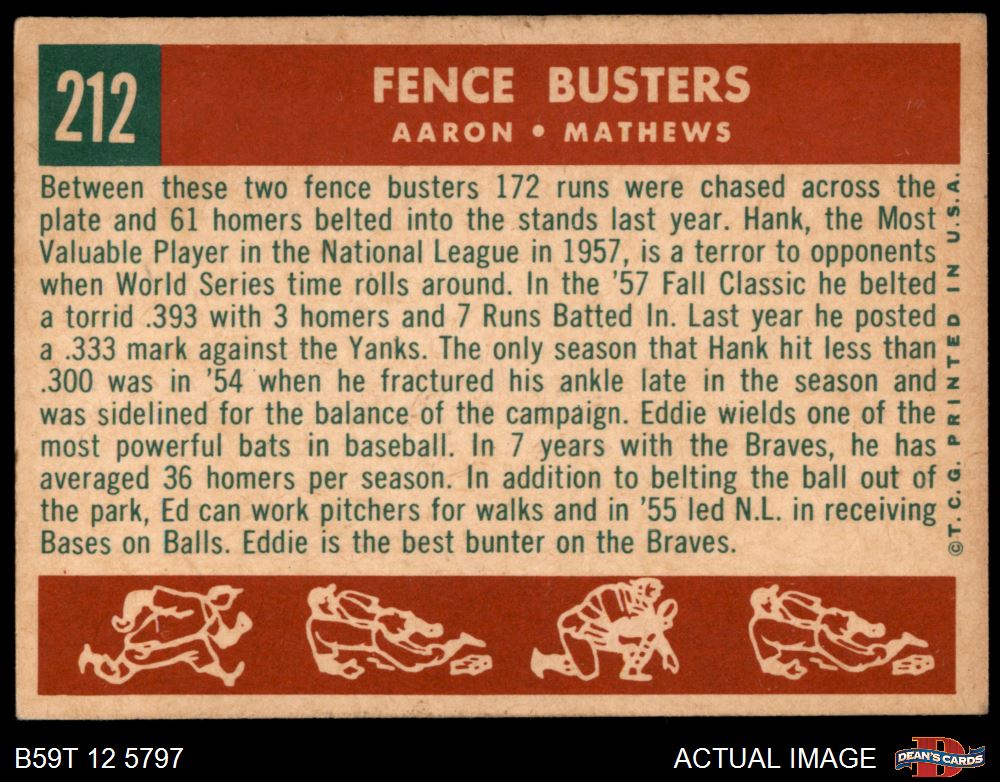 212
FENCE BUSTERS
AARON • MATHEWS
Between these two fence busters 172 runs were chased across the
plate and 61 homers belted into the stands last year. Hank, the Most
Valuable Player in the National League in 1957, is a terror to opponents
when World Series time rolls around. In the '57 Fall Classic he belted
a torrid .393 with 3 homers and 7 Runs Batted In. Last year he posted
a .333 mark against the Yanks. The only season that Hank hit less than
.300 was in '54 when he fractured his ankle late in the season and
was sidelined for the balance of the campaign. Eddie wields one of the
most powerful bats in baseball. In 7 years with the Braves, he has
averaged 36 homers per season. In addition to belting the ball out of
the park, Ed can work pitchers for walks and in '55 led N.L. in receiving
Bases on Balls. Eddie is the best bunter on the Braves.
©T. C. G. PRINTED IN U.S.A.
B59T 12 5797
ACTUAL IMAGE
D
DEAN'S CARDS